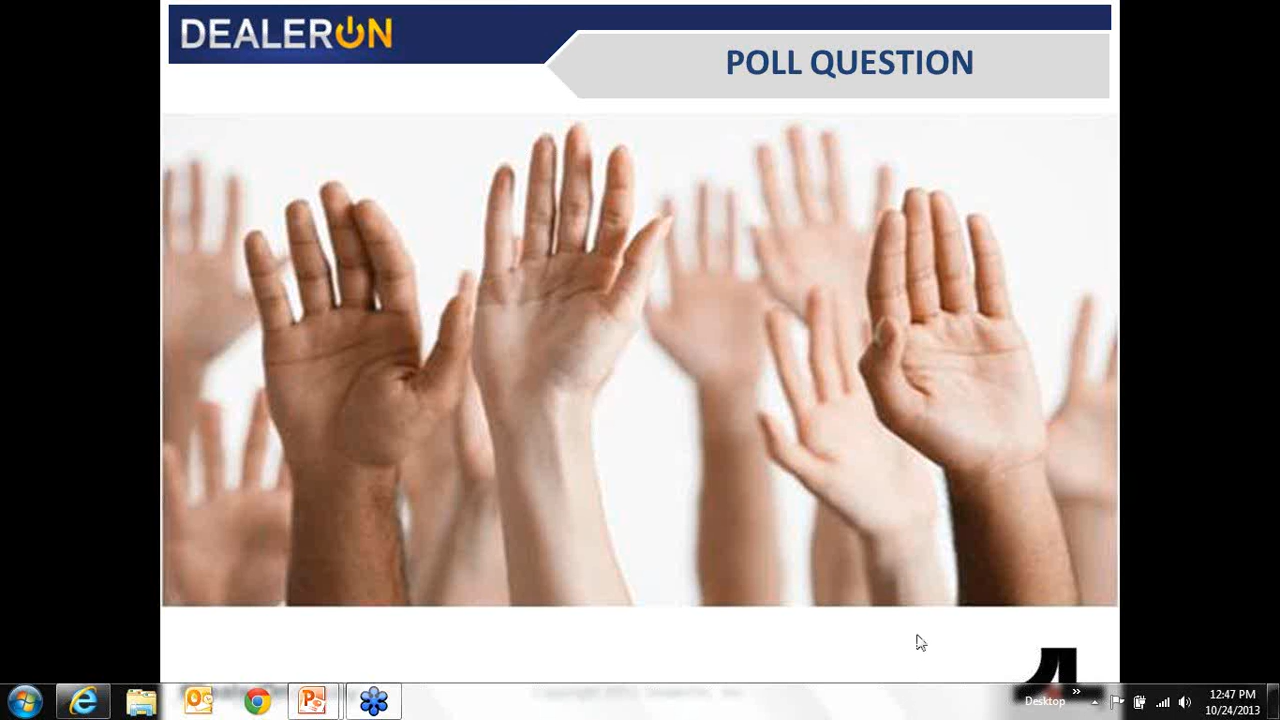 DEALERON
POLL QUESTION
Desktop
12:47 PM
10/24/2013